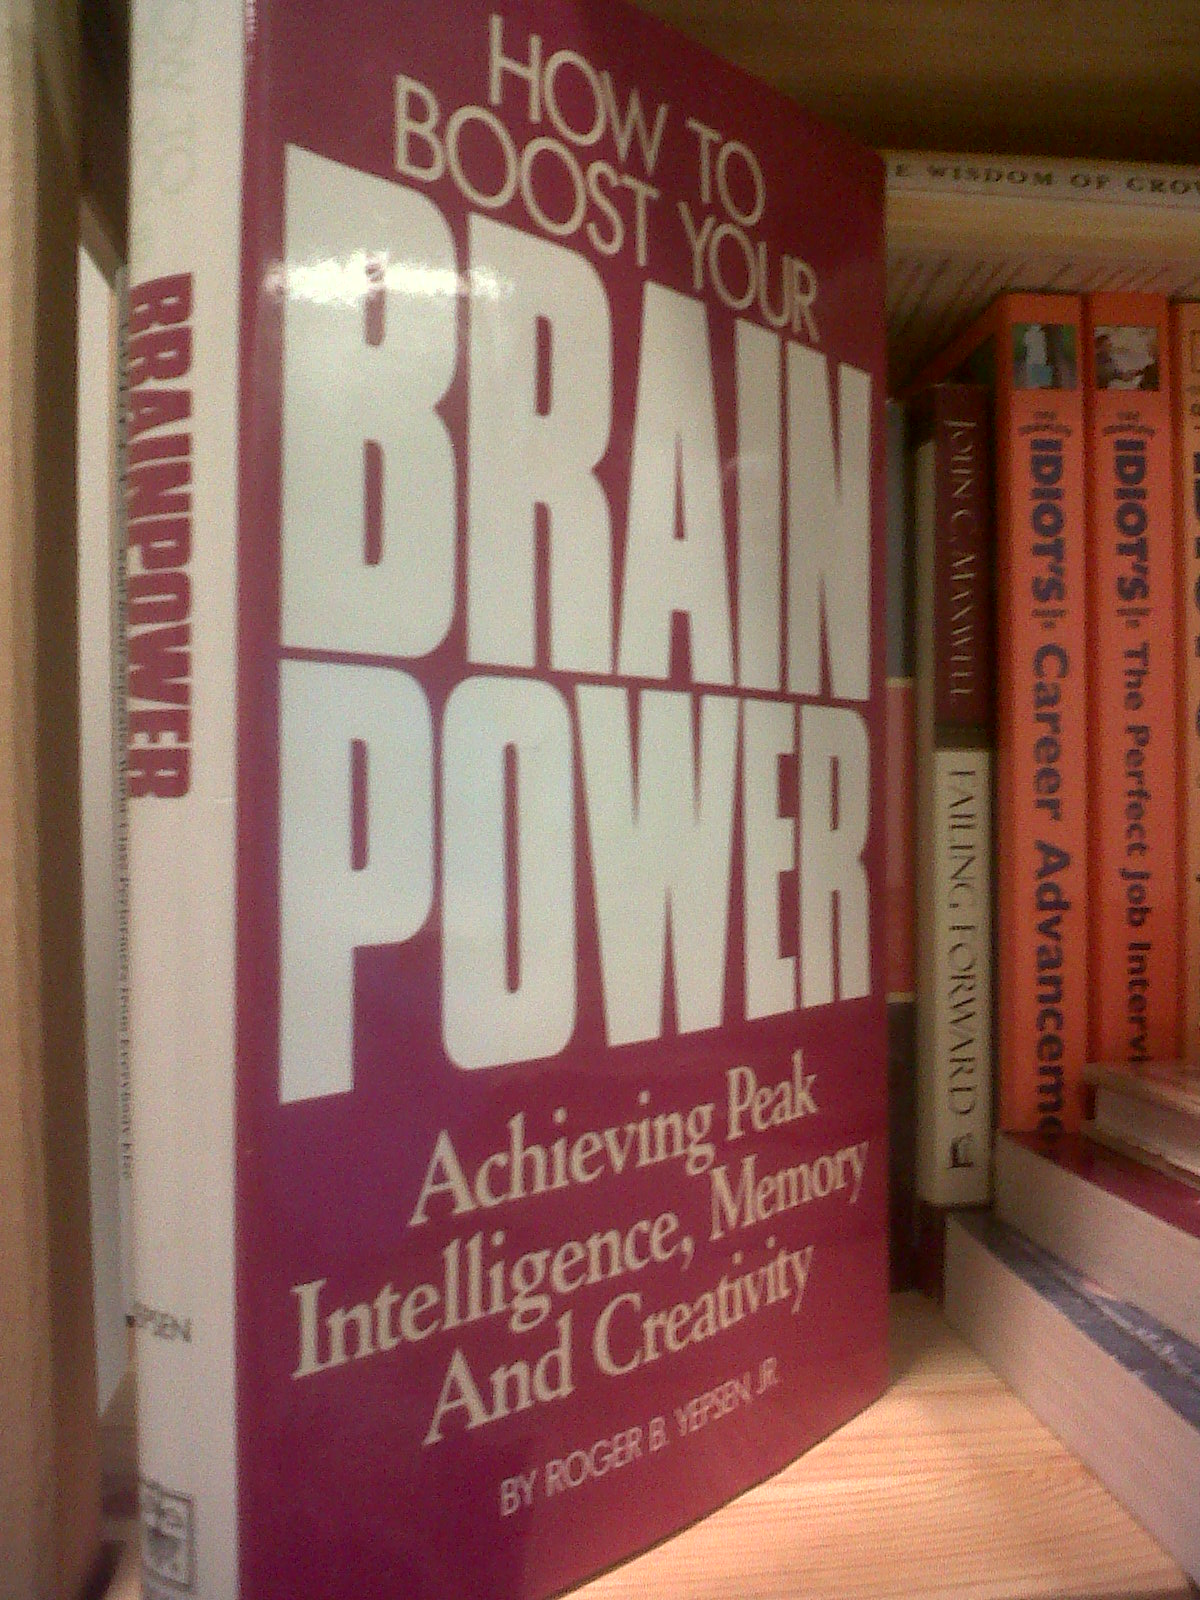 HOW TO
BOOST YOUR
BRAIN
POWER
Achieving Peak
Intelligence, Memory
And Creativity
BY ROGER B. YEPSEN, JR.
BRAINPOWER
E WISDOM OF CRO
JOHN C. MAXWELL
FAILING FORWARD
IDIOT'S
Career Advanceme
IDIOT'S
The Perfect Job Intervi